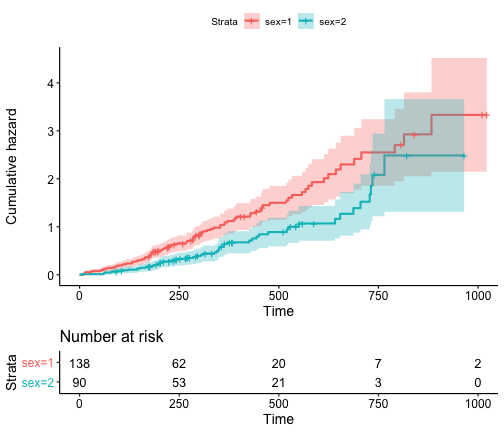 Strata sex=1 sex=2
Cumulative hazard
4
3
2
1
0
0 250 500 750 1000
Time
Number at risk
Strata
sex=1 138 62 20 7 2
sex=2 90 53 21 3 0
0 250 500 750 1000
Time